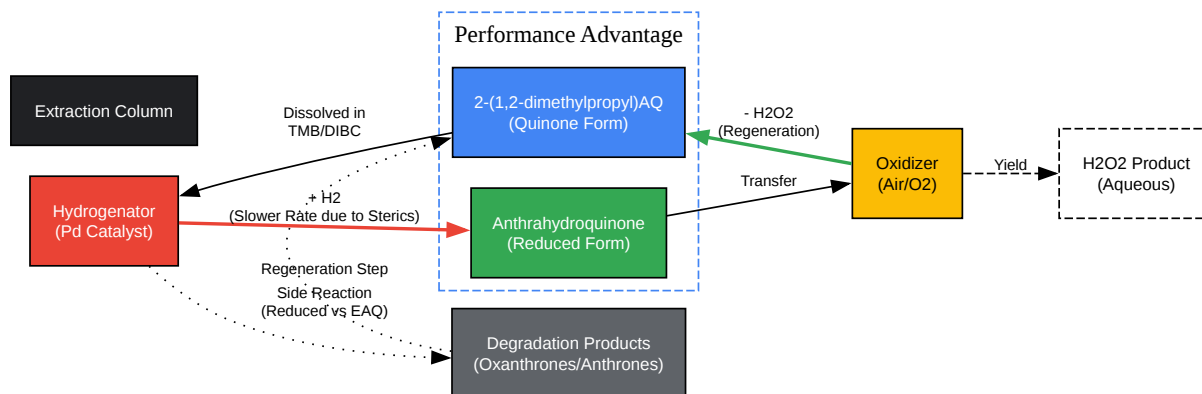 Performance Advantage
Extraction Column
Dissolved in
TMB/DIBC
2-(1,2-dimethylpropyl)AQ
(Quinone Form)
- H2O2
(Regeneration)
Oxidizer
(Air/O2)
Yield
H2O2 Product
(Aqueous)
Transfer
Hydrogenator
(Pd Catalyst)
+ H2
(Slower Rate due to Sterics)
Anthrahydroquinone
(Reduced Form)
Regeneration Step
Side Reaction
(Reduced vs EAQ)
Degradation Products
(Oxanthrones/Anthrones)